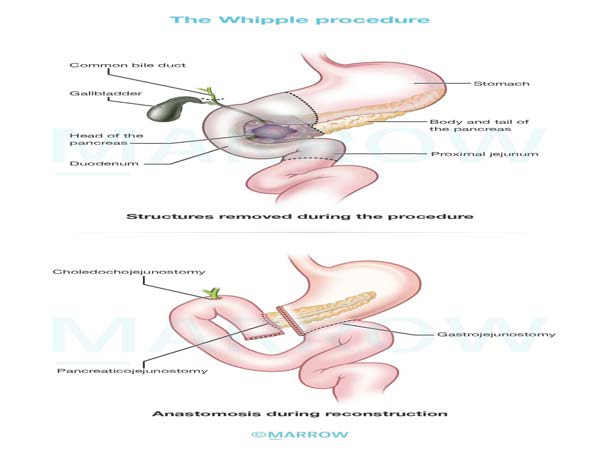 The Whipple procedure
Common bile duct
Gallbladder
Head of the
pancreas
Duodenum
Stomach
Body and tail of
the pancreas
Proximal jejunum
MARROW
Structures removed during the procedure
Choledochojejunostomy
Pancreaticojejunostomy
Gastrojejunostomy
MARROW
Anastomosis during reconstruction
©MARROW